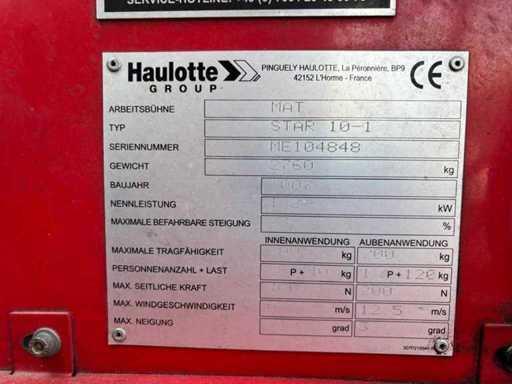 Haulotte
GROUP
PINGUELY HAULOTTE, La Péronnière, BP9
42152 L'Horme - France
CE
ARBEITSBÜHNE MAT
TYP STAR 10-1
SERIENNUMMER ME104848
GEWICHT 2760 kg
BAUJAHR
NENNLEISTUNG kW
MAXIMALE BEFAHRBARE STEIGUNG %
INNENANWENDUNG AUßENANWENDUNG
MAXIMALE TRAGFÄHIGKEIT kg kg
PERSONENANZAHL + LAST P + kg 1 P + 120 kg
MAX. SEITLICHE KRAFT N 200 N
MAX. WINDGESCHWINDIGKEIT m/s 12.5 m/s
MAX. NEIGUNG grad 3 grad